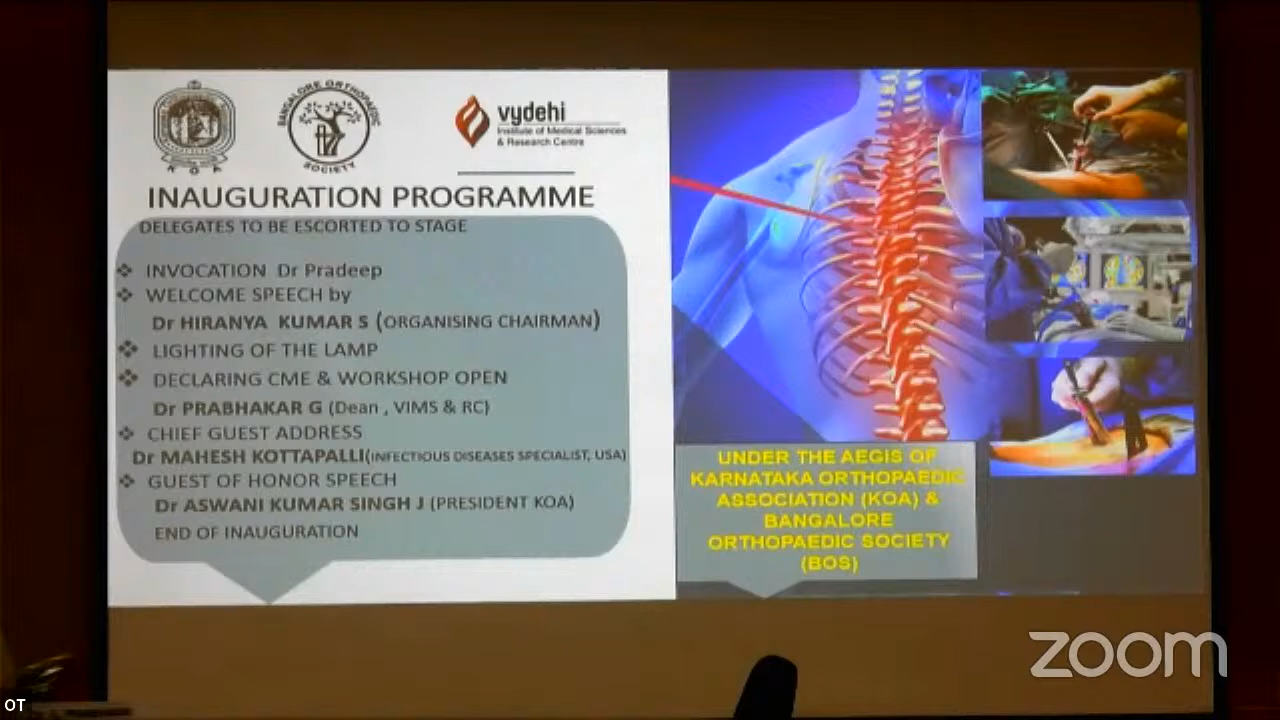 KOA
BANGALORE ORTHOPAEDIC
SOCIETY
vydehi
Institute of Medical Sciences
& Research Centre
INAUGURATION PROGRAMME
DELEGATES TO BE ESCORTED TO STAGE
❖ INVOCATION Dr Pradeep
❖ WELCOME SPEECH by
Dr HIRANYA KUMAR S (ORGANISING CHAIRMAN)
❖ LIGHTING OF THE LAMP
❖ DECLARING CME & WORKSHOP OPEN
Dr PRABHAKAR G (Dean , VIMS & RC)
❖ CHIEF GUEST ADDRESS
Dr MAHESH KOTTAPALLI(INFECTIOUS DISEASES SPECIALIST, USA)
❖ GUEST OF HONOR SPEECH
Dr ASWANI KUMAR SINGH J (PRESIDENT KOA)
END OF INAUGURATION
UNDER THE AEGIS OF
KARNATAKA ORTHOPAEDIC
ASSOCIATION (KOA) &
BANGALORE
ORTHOPAEDIC SOCIETY
(BOS)
zoom
OT